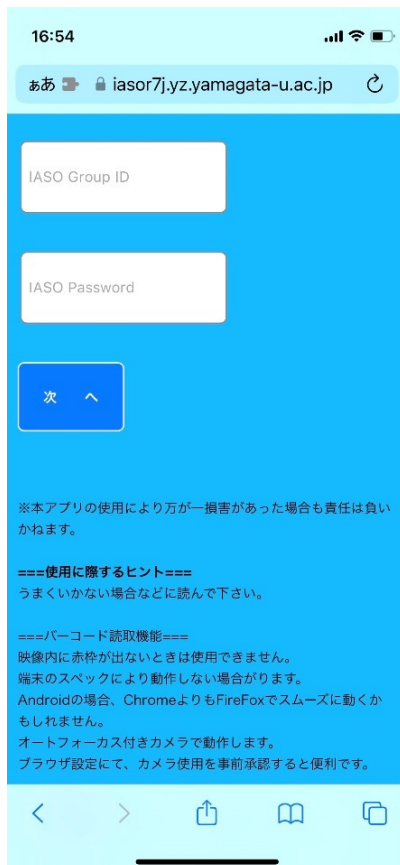 16:54
ぁあ iasor7j.yz.yamagata-u.ac.jp
IASO Group ID
IASO Password
次 へ
※本アプリの使用により万が一損害があった場合も責任は負い
かねます。
===使用に際するヒント===
うまくいかない場合などに読んで下さい。
===バーコード読取機能===
映像内に赤枠が出ないときは使用できません。
端末のスペックにより動作しない場合がります。
Androidの場合、ChromeよりもFireFoxでスムーズに動くか
もしれません。
オートフォーカス付きカメラで動作します。
ブラウザ設定にて、カメラ使用を事前承認すると便利です。